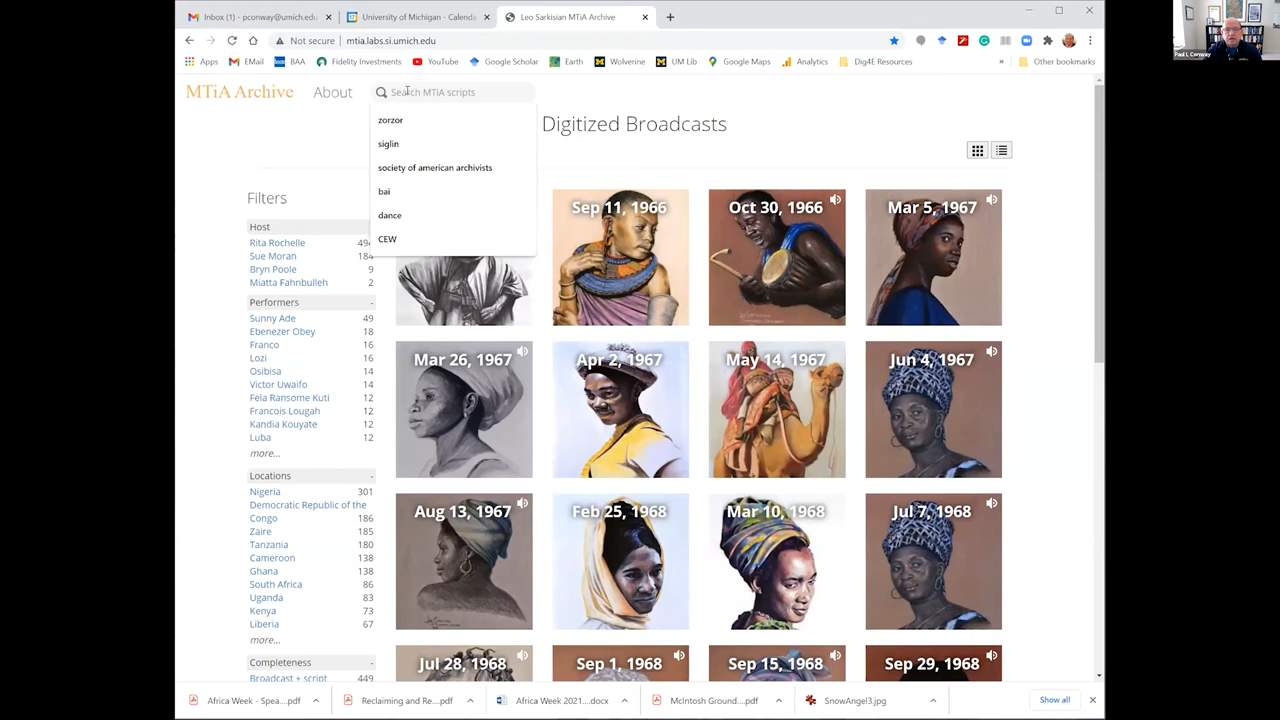 Inbox (1) - pconway@umich.edu
University of Michigan - Calenda
Leo Sarkisian MTiA Archive
Not secure
mtia.labs.si.umich.edu
Apps
EMail
BAA
Fidelity Investments
YouTube
Google Scholar
Earth
Wolverine
UM Lib
Google Maps
Analytics
Dig4E Resources
Other bookmarks
Paul L Conway
MTiA Archive
About
Search MTiA scripts
zorzor
siglin
society of american archivists
bai
dance
CEW
Digitized Broadcasts
Filters
Host
Rita Rochelle 494
Sue Moran 184
Bryn Poole 9
Miatta Fahnbulleh 2
Performers -
Sunny Ade 49
Ebenezer Obey 18
Franco 16
Lozi 16
Osibisa 14
Victor Uwaifo 14
Fela Ransome Kuti 12
Francois Lougah 12
Kandia Kouyate 12
Luba 12
more...
Locations -
Nigeria 301
Democratic Republic of the
Congo 186
Zaire 185
Tanzania 180
Cameroon 138
Ghana 138
South Africa 86
Uganda 83
Kenya 73
Liberia 67
more...
Completeness -
Broadcast + script 449
Sep 11, 1966
Oct 30, 1966
Mar 5, 1967
Mar 26, 1967
Apr 2, 1967
May 14, 1967
Jun 4, 1967
Aug 13, 1967
Feb 25, 1968
Mar 10, 1968
Jul 7, 1968
Jul 28, 1968
Sep 1, 1968
Sep 15, 1968
Sep 29, 1968
Africa Week - Spea....pdf
Reclaiming and Re....pdf
Africa Week 2021....docx
McIntosh Ground....pdf
SnowAngel3.jpg
Show all